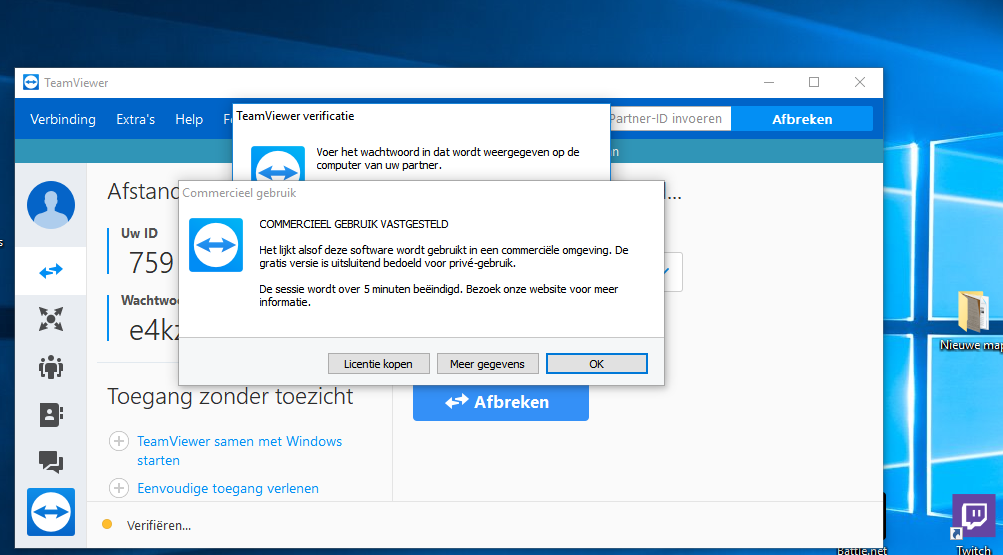 TeamViewer
Verbinding Extra's Help
Partner-ID invoeren Afbreken
TeamViewer verificatie
Voer het wachtwoord in dat wordt weergegeven op de
computer van uw partner.
Afstan
Uw ID
759
Wachtwo
e4k
Commercieel gebruik
COMMERCIEEL GEBRUIK VASTGESTELD
Het lijkt alsof deze software wordt gebruikt in een commerciële omgeving. De
gratis versie is uitsluitend bedoeld voor privé-gebruik.
De sessie wordt over 5 minuten beëindigd. Bezoek onze website voor meer
informatie.
Licentie kopen Meer gegevens OK
Afbreken
Toegang zonder toezicht
TeamViewer samen met Windows
starten
Eenvoudige toegang verlenen
Verifiëren...
Nieuwe map
Battle.net
Twitch